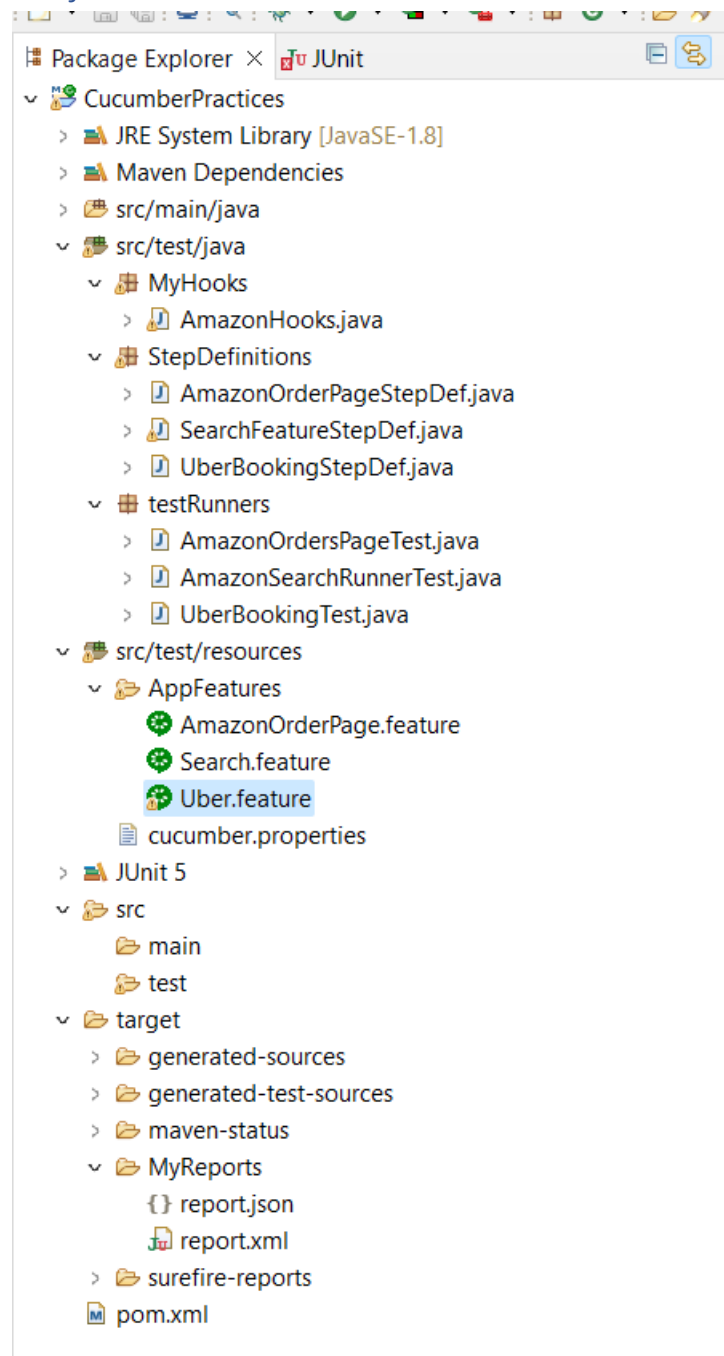 Package Explorer × JUnit
CucumberPractices
JRE System Library [JavaSE-1.8]
Maven Dependencies
src/main/java
src/test/java
MyHooks
AmazonHooks.java
StepDefinitions
AmazonOrderPageStepDef.java
SearchFeatureStepDef.java
UberBookingStepDef.java
testRunners
AmazonOrdersPageTest.java
AmazonSearchRunnerTest.java
UberBookingTest.java
src/test/resources
AppFeatures
AmazonOrderPage.feature
Search.feature
Uber.feature
cucumber.properties
JUnit 5
src
main
test
target
generated-sources
generated-test-sources
maven-status
MyReports
report.json
report.xml
surefire-reports
pom.xml